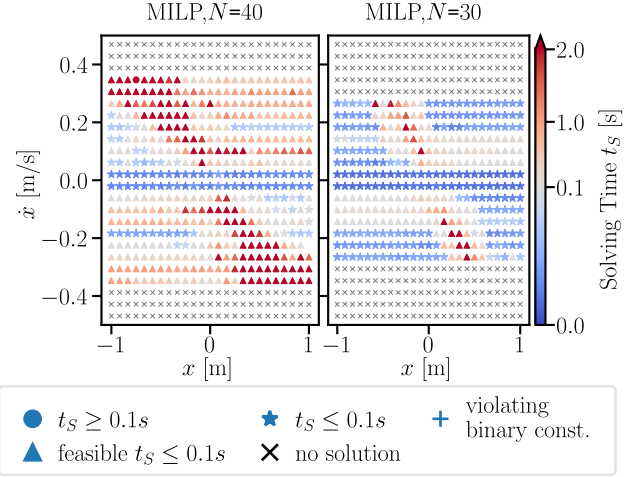 MILP,N=40 MILP,N=30
0.4
0.2
0.0
−0.2
−0.4
ẋ [m/s]
−1 0 1
x [m]
−1 0 1
x [m]
2.0
1.0
0.1
0.0
Solving Time t_S [s]
t_S ≥ 0.1s
t_S ≤ 0.1s
violating
binary const.
feasible t_S ≤ 0.1s
no solution